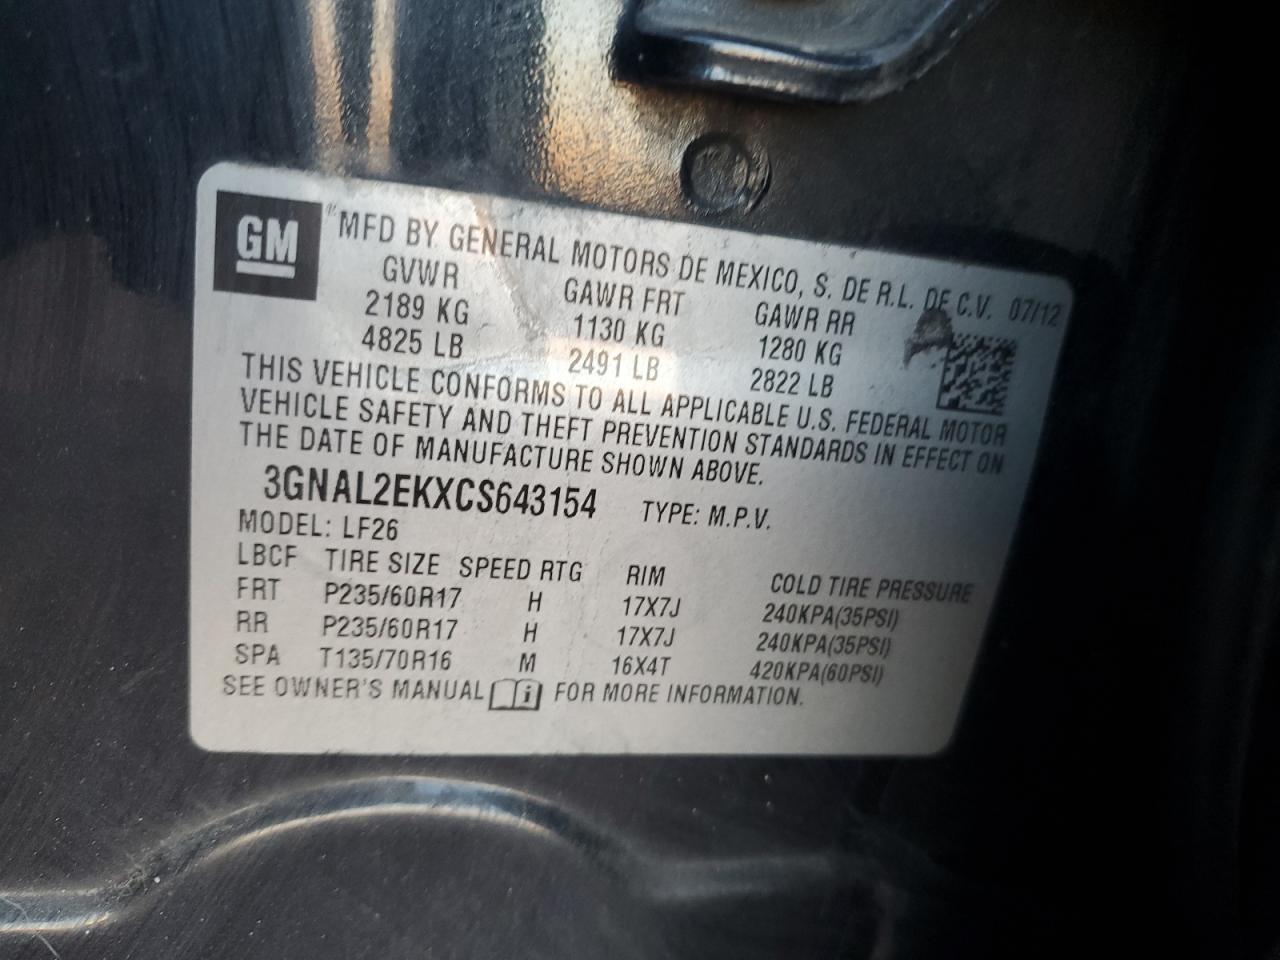 GM
MFD BY GENERAL MOTORS DE MEXICO, S. DE R.L. DE C.V. 07/12
GVWR GAWR FRT GAWR RR
2189 KG 1130 KG 1280 KG
4825 LB 2491 LB 2822 LB
THIS VEHICLE CONFORMS TO ALL APPLICABLE U.S. FEDERAL MOTOR
VEHICLE SAFETY AND THEFT PREVENTION STANDARDS IN EFFECT ON
THE DATE OF MANUFACTURE SHOWN ABOVE.
3GNAL2EKXCS643154 TYPE: M.P.V.
MODEL: LF26
LBCF TIRE SIZE SPEED RTG RIM COLD TIRE PRESSURE
FRT P235/60R17 H 17X7J 240KPA(35PSI)
RR P235/60R17 H 17X7J 240KPA(35PSI)
SPA T135/70R16 M 16X4T 420KPA(60PSI)
SEE OWNER'S MANUAL i FOR MORE INFORMATION.